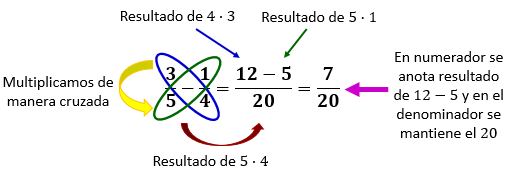 Resultado de 4 · 3
Resultado de 5 · 1
Multiplicamos de
manera cruzada
3/5 − 1/4 = (12 − 5)/20 = 7/20
En numerador se
anota resultado
de 12 − 5 y en el
denominador se
mantiene el 20
Resultado de 5 · 4